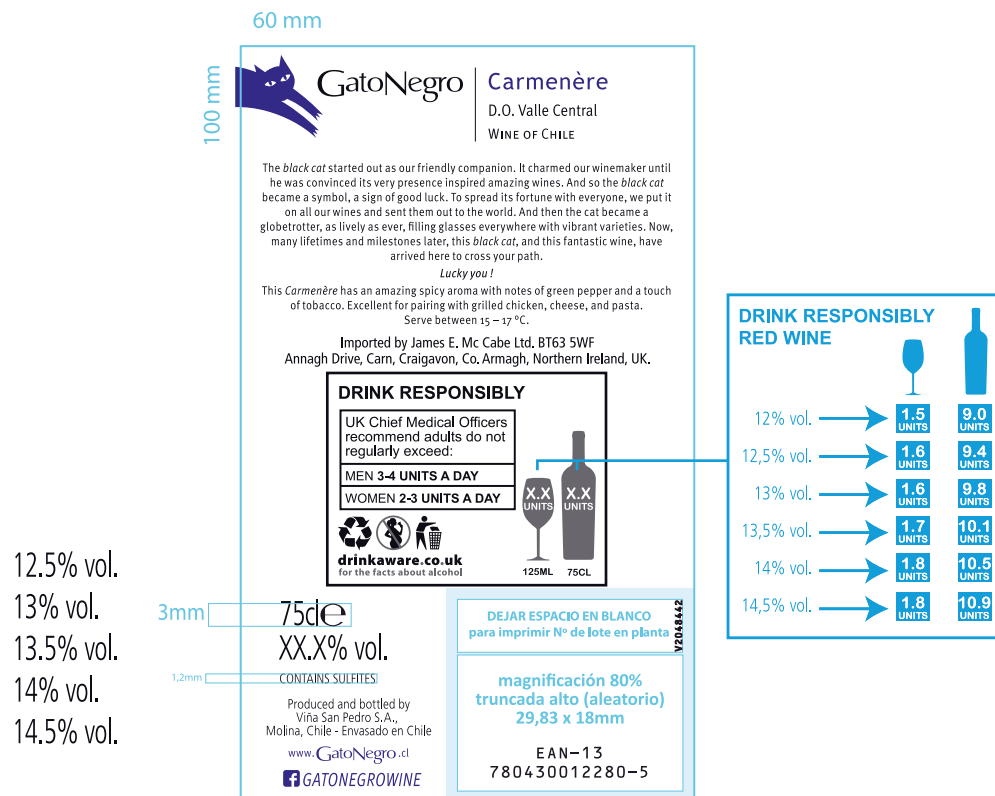 60 mm
100 mm
GatoNegro
Carmenère
D.O. Valle Central
WINE OF CHILE
The black cat started out as our friendly companion. It charmed our winemaker until
he was convinced its very presence inspired amazing wines. And so the black cat
became a symbol, a sign of good luck. To spread its fortune with everyone, we put it
on all our wines and sent them out to the world. And then the cat became a
globetrotter, as lively as ever, filling glasses everywhere with vibrant varieties. Now,
many lifetimes and milestones later, this black cat, and this fantastic wine, have
arrived here to cross your path.
Lucky you !
This Carmenère has an amazing spicy aroma with notes of green pepper and a touch
of tobacco. Excellent for pairing with grilled chicken, cheese, and pasta.
Serve between 15 – 17 °C.
Imported by James E. Mc Cabe Ltd. BT63 5WF
Annagh Drive, Carn, Craigavon, Co. Armagh, Northern Ireland, UK.
DRINK RESPONSIBLY
UK Chief Medical Officers
recommend adults do not
regularly exceed:
MEN 3-4 UNITS A DAY
WOMEN 2-3 UNITS A DAY
drinkaware.co.uk
for the facts about alcohol
X.X
UNITS
X.X
UNITS
125ML
75CL
DRINK RESPONSIBLY
RED WINE
12% vol. 1.5 UNITS 9.0 UNITS
12,5% vol. 1.6 UNITS 9.4 UNITS
13% vol. 1.6 UNITS 9.8 UNITS
13,5% vol. 1.7 UNITS 10.1 UNITS
14% vol. 1.8 UNITS 10.5 UNITS
14,5% vol. 1.8 UNITS 10.9 UNITS
12.5% vol.
13% vol.
13.5% vol.
14% vol.
14.5% vol.
3mm
75cl e
XX.X% vol.
1,2mm
CONTAINS SULFITES
Produced and bottled by
Viña San Pedro S.A.,
Molina, Chile - Envasado en Chile
www.GatoNegro.cl
f GATONEGROWINE
DEJAR ESPACIO EN BLANCO
para imprimir Nº de lote en planta
V2048442
magnificación 80%
truncada alto (aleatorio)
29,83 x 18mm
EAN-13
780430012280-5